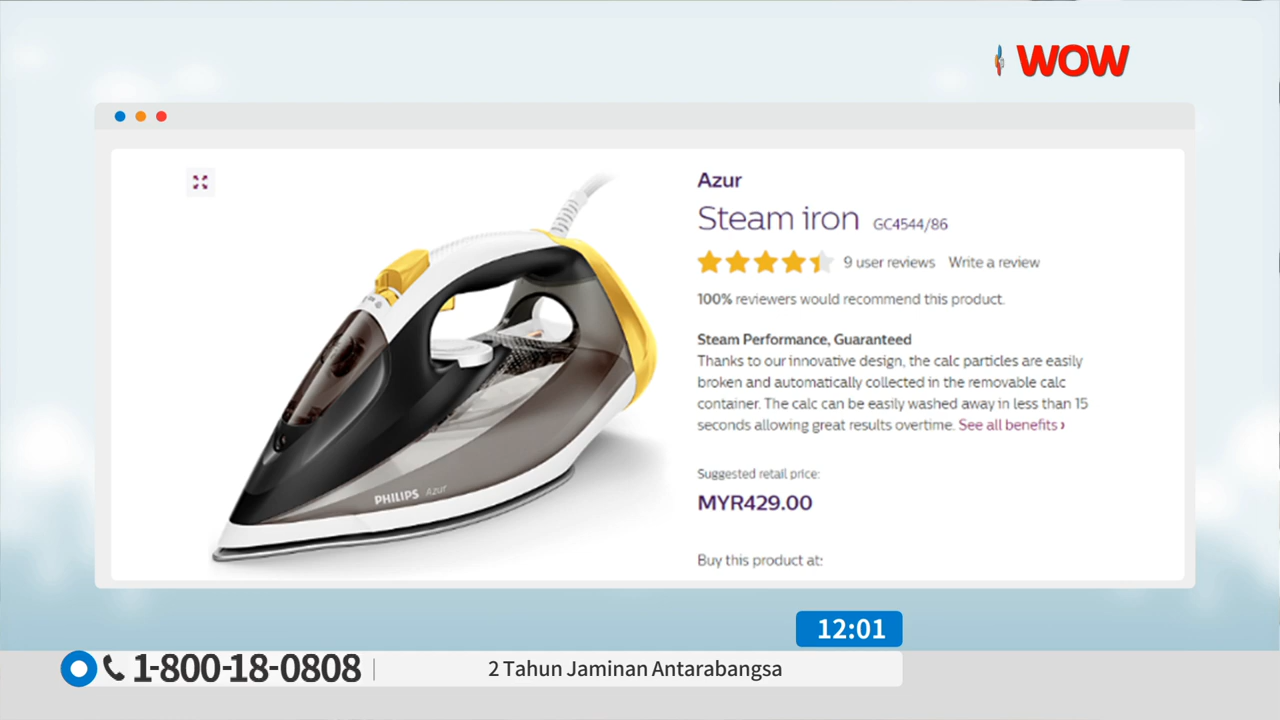 WOW
Azur
Steam iron GC4544/86
9 user reviews Write a review
100% reviewers would recommend this product.
Steam Performance, Guaranteed
Thanks to our innovative design, the calc particles are easily
broken and automatically collected in the removable calc
container. The calc can be easily washed away in less than 15
seconds allowing great results overtime. See all benefits ›
Suggested retail price:
MYR429.00
Buy this product at:
PHILIPS Azur
12:01
1-800-18-0808
2 Tahun Jaminan Antarabangsa